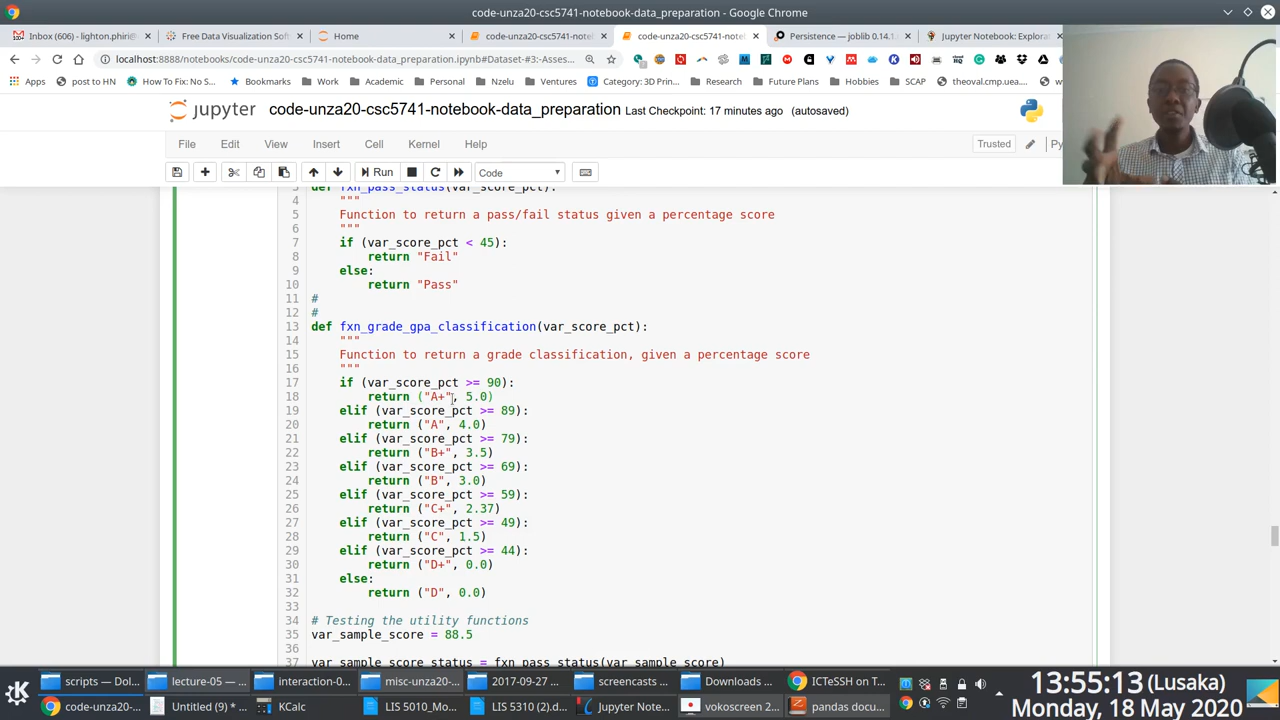 code-unza20-csc5741-notebook-data_preparation - Google Chrome
Inbox (606) - lighton.phiri@
Free Data Visualization Sof
Home
code-unza20-csc5741-notel
code-unza20-csc5741-notel
Persistence — joblib 0.14.1.
Jupyter Notebook: Explorat
localhost:8888/notebooks/code-unza20-csc5741-notebook-data_preparation.ipynb#Dataset-#3:-Asses...
Apps
post to HN
How To Fix: No S...
Bookmarks
Work
Academic
Personal
Nzelu
Ventures
Category: 3D Prin...
Research
Future Plans
Hobbies
SCAP
theoval.cmp.uea...
jupyter
code-unza20-csc5741-notebook-data_preparation
Last Checkpoint: 17 minutes ago
(autosaved)
File
Edit
View
Insert
Cell
Kernel
Help
Trusted
Py
Run
Code
3 def fxn_pass_status(var_score_pct):
4 """
5 Function to return a pass/fail status given a percentage score
6 """
7 if (var_score_pct < 45):
8 return "Fail"
9 else:
10 return "Pass"
11 #
12 #
13 def fxn_grade_gpa_classification(var_score_pct):
14 """
15 Function to return a grade classification, given a percentage score
16 """
17 if (var_score_pct >= 90):
18 return ("A+", 5.0)
19 elif (var_score_pct >= 89):
20 return ("A", 4.0)
21 elif (var_score_pct >= 79):
22 return ("B+", 3.5)
23 elif (var_score_pct >= 69):
24 return ("B", 3.0)
25 elif (var_score_pct >= 59):
26 return ("C+", 2.37)
27 elif (var_score_pct >= 49):
28 return ("C", 1.5)
29 elif (var_score_pct >= 44):
30 return ("D+", 0.0)
31 else:
32 return ("D", 0.0)
33
34 # Testing the utility functions
35 var_sample_score = 88.5
36
37 var_sample_score_status = fxn_pass_status(var_sample_score)
scripts — Dol...
lecture-05 — ...
interaction-0...
misc-unza20-...
2017-09-27 ...
screencasts ...
Downloads ...
ICTeSSH on T...
code-unza20-...
Untitled (9) * ...
KCalc
LIS 5010_Mo...
LIS 5310 (2).d...
Jupyter Note...
vokoscreen 2...
pandas docu...
13:55:13 (Lusaka)
Monday, 18 May 2020